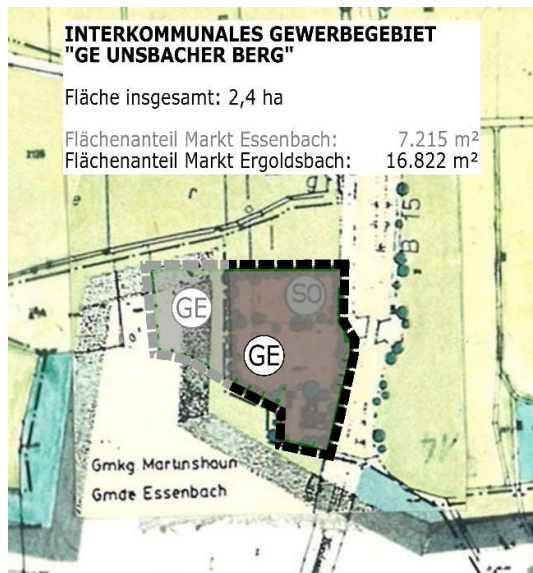 INTERKOMMUNALES GEWERBEGEBIET
"GE UNSBACHER BERG"
Fläche insgesamt: 2,4 ha
Flächenanteil Markt Essenbach: 7.215 m²
Flächenanteil Markt Ergoldsbach: 16.822 m²
e r g
B 15
SO
GE
GE
Gmkg Martinshaun
Gmde Essenbach